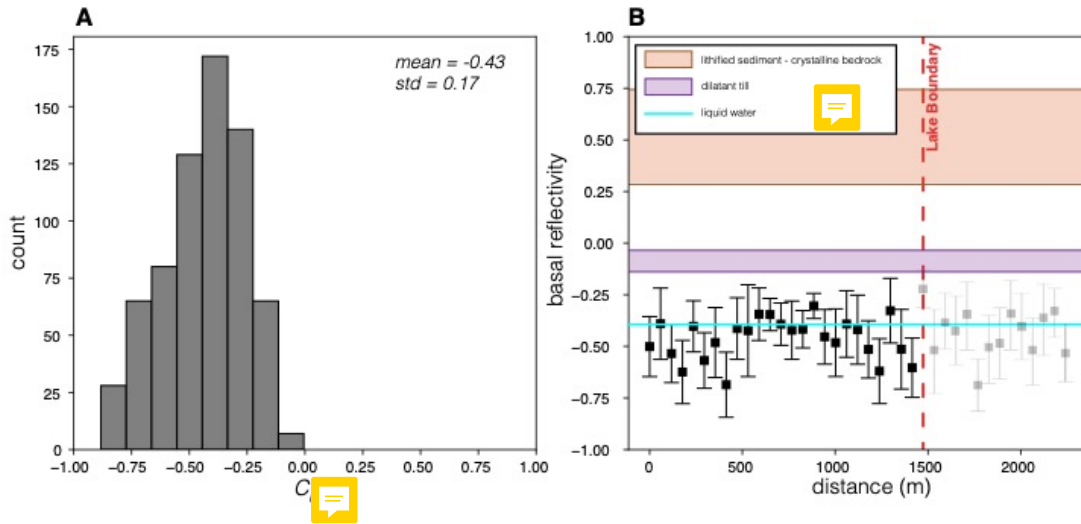 A
mean = -0.43
std = 0.17
count
175
150
125
100
75
50
25
0
−1.00 −0.75 −0.50 −0.25 0.00 0.25 0.50 0.75 1.00
C
B
lithified sediment - crystalline bedrock
dilatant till
liquid water
Lake Boundary
basal reflectivity
1.00
0.75
0.50
0.25
0.00
−0.25
−0.50
−0.75
−1.00
0 500 1000 1500 2000
distance (m)